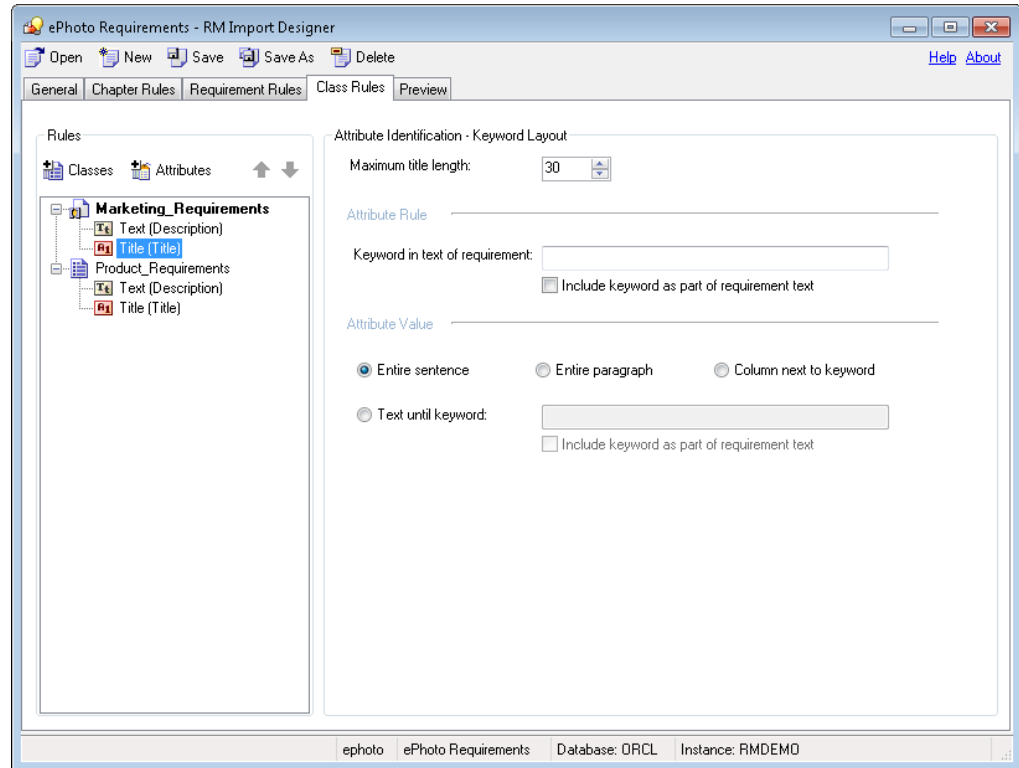 ePhoto Requirements - RM Import Designer
Open New Save Save As Delete Help About
General Chapter Rules Requirement Rules Class Rules Preview
Rules
Classes Attributes
Marketing_Requirements
Text (Description)
Title (Title)
Product_Requirements
Text (Description)
Title (Title)
Attribute Identification - Keyword Layout
Maximum title length: 30
Attribute Rule
Keyword in text of requirement:
Include keyword as part of requirement text
Attribute Value
Entire sentence Entire paragraph Column next to keyword
Text until keyword:
Include keyword as part of requirement text
ephoto ePhoto Requirements Database: ORCL Instance: RMDEMO